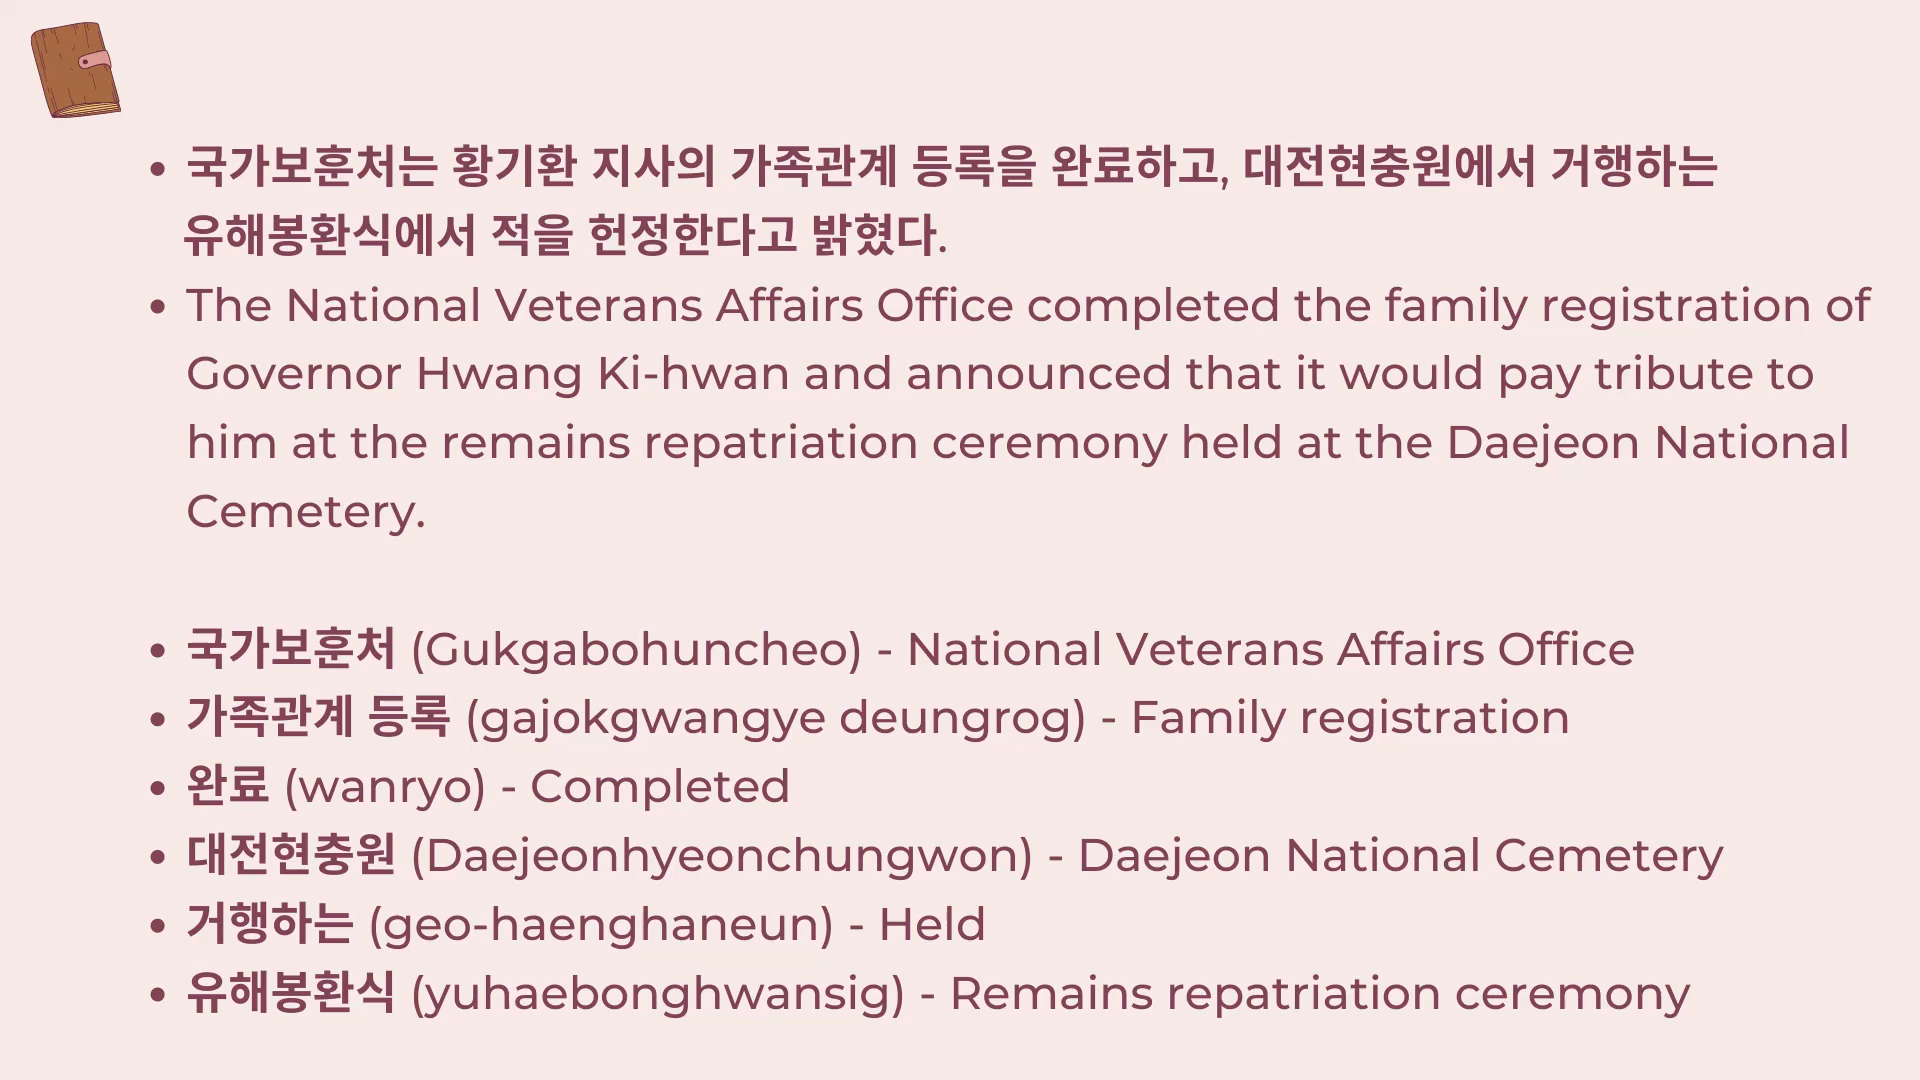 • 국가보훈처는 황기환 지사의 가족관계 등록을 완료하고, 대전현충원에서 거행하는
유해봉환식에서 적을 헌정한다고 밝혔다.
• The National Veterans Affairs Office completed the family registration of
Governor Hwang Ki-hwan and announced that it would pay tribute to
him at the remains repatriation ceremony held at the Daejeon National
Cemetery.
• 국가보훈처 (Gukgabohuncheo) - National Veterans Affairs Office
• 가족관계 등록 (gajokgwangye deungrog) - Family registration
• 완료 (wanryo) - Completed
• 대전현충원 (Daejeonhyeonchungwon) - Daejeon National Cemetery
• 거행하는 (geo-haenghaneun) - Held
• 유해봉환식 (yuhaebonghwansig) - Remains repatriation ceremony